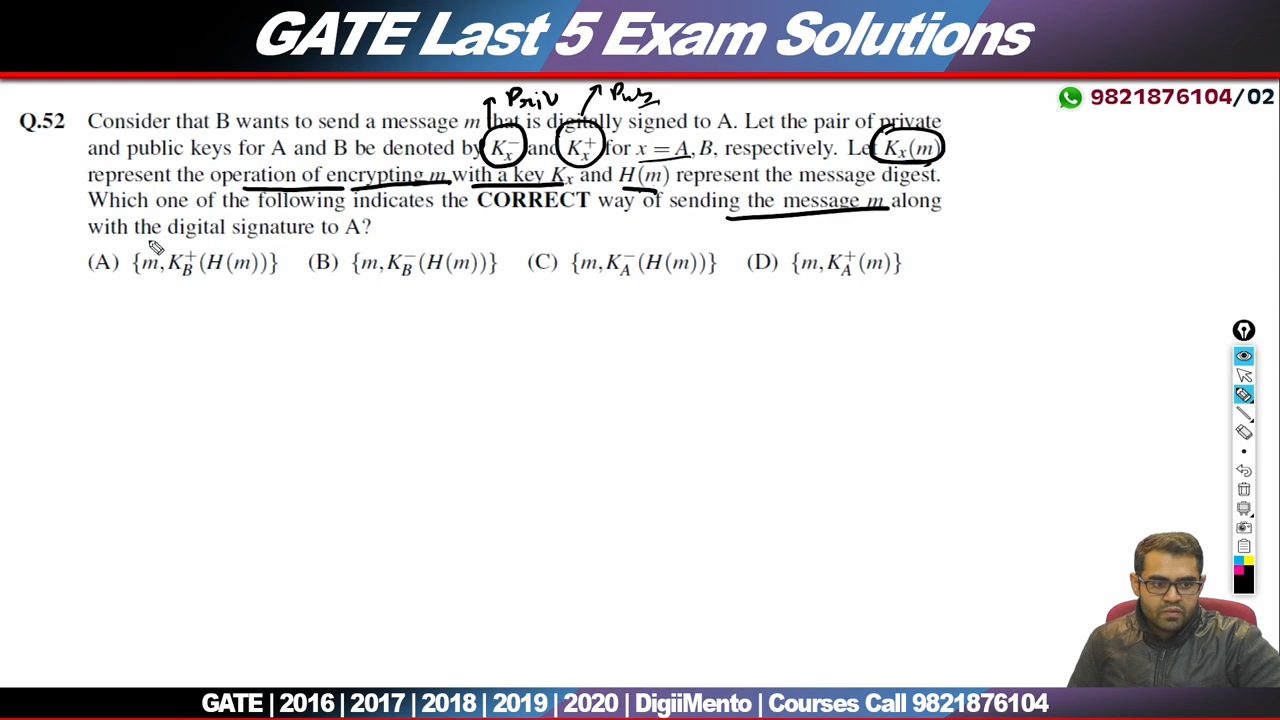 GATE Last 5 Exam Solutions
9821876104/02
Priv Pub
Q.52 Consider that B wants to send a message m that is digitally signed to A. Let the pair of private
and public keys for A and B be denoted by K_x^- and K_x^+ for x = A, B, respectively. Let K_x(m)
represent the operation of encrypting m with a key K_x and H(m) represent the message digest.
Which one of the following indicates the CORRECT way of sending the message m along
with the digital signature to A?
(A) {m, K_B^+(H(m))} (B) {m, K_B^-(H(m))} (C) {m, K_A^-(H(m))} (D) {m, K_A^+(m)}
GATE | 2016 | 2017 | 2018 | 2019 | 2020 | DigiiMento | Courses Call 9821876104